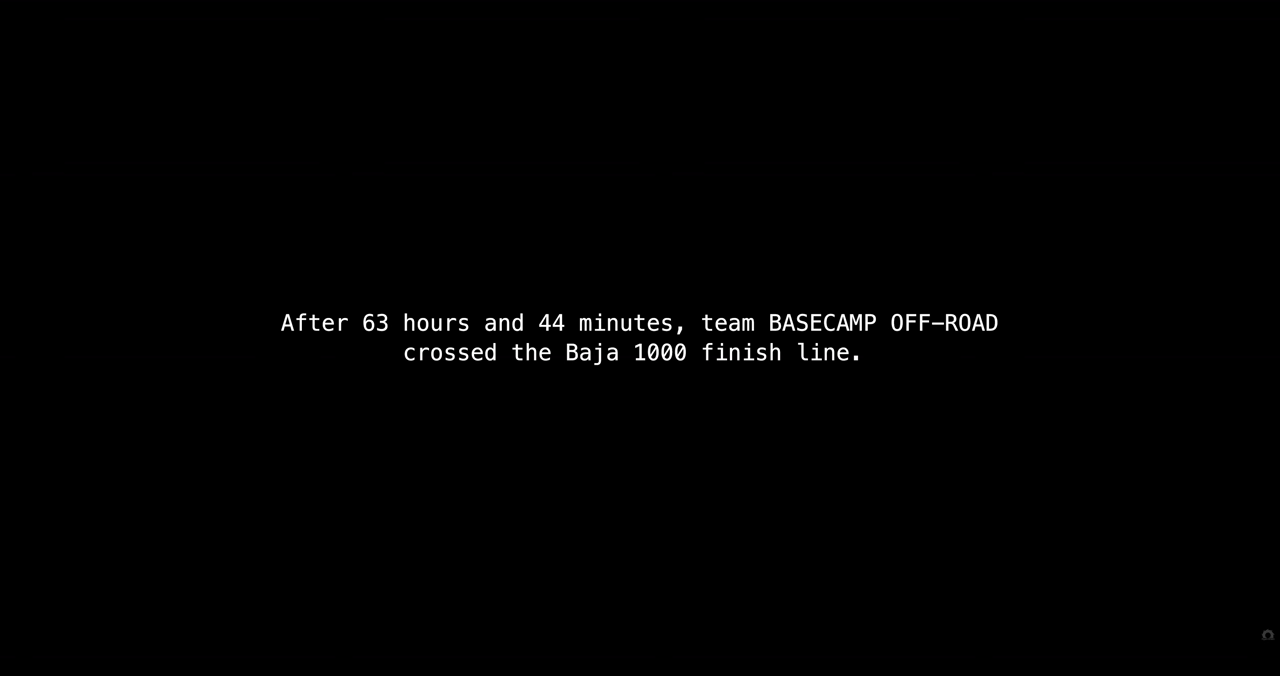 After 63 hours and 44 minutes, team BASECAMP OFF-ROAD
crossed the Baja 1000 finish line.